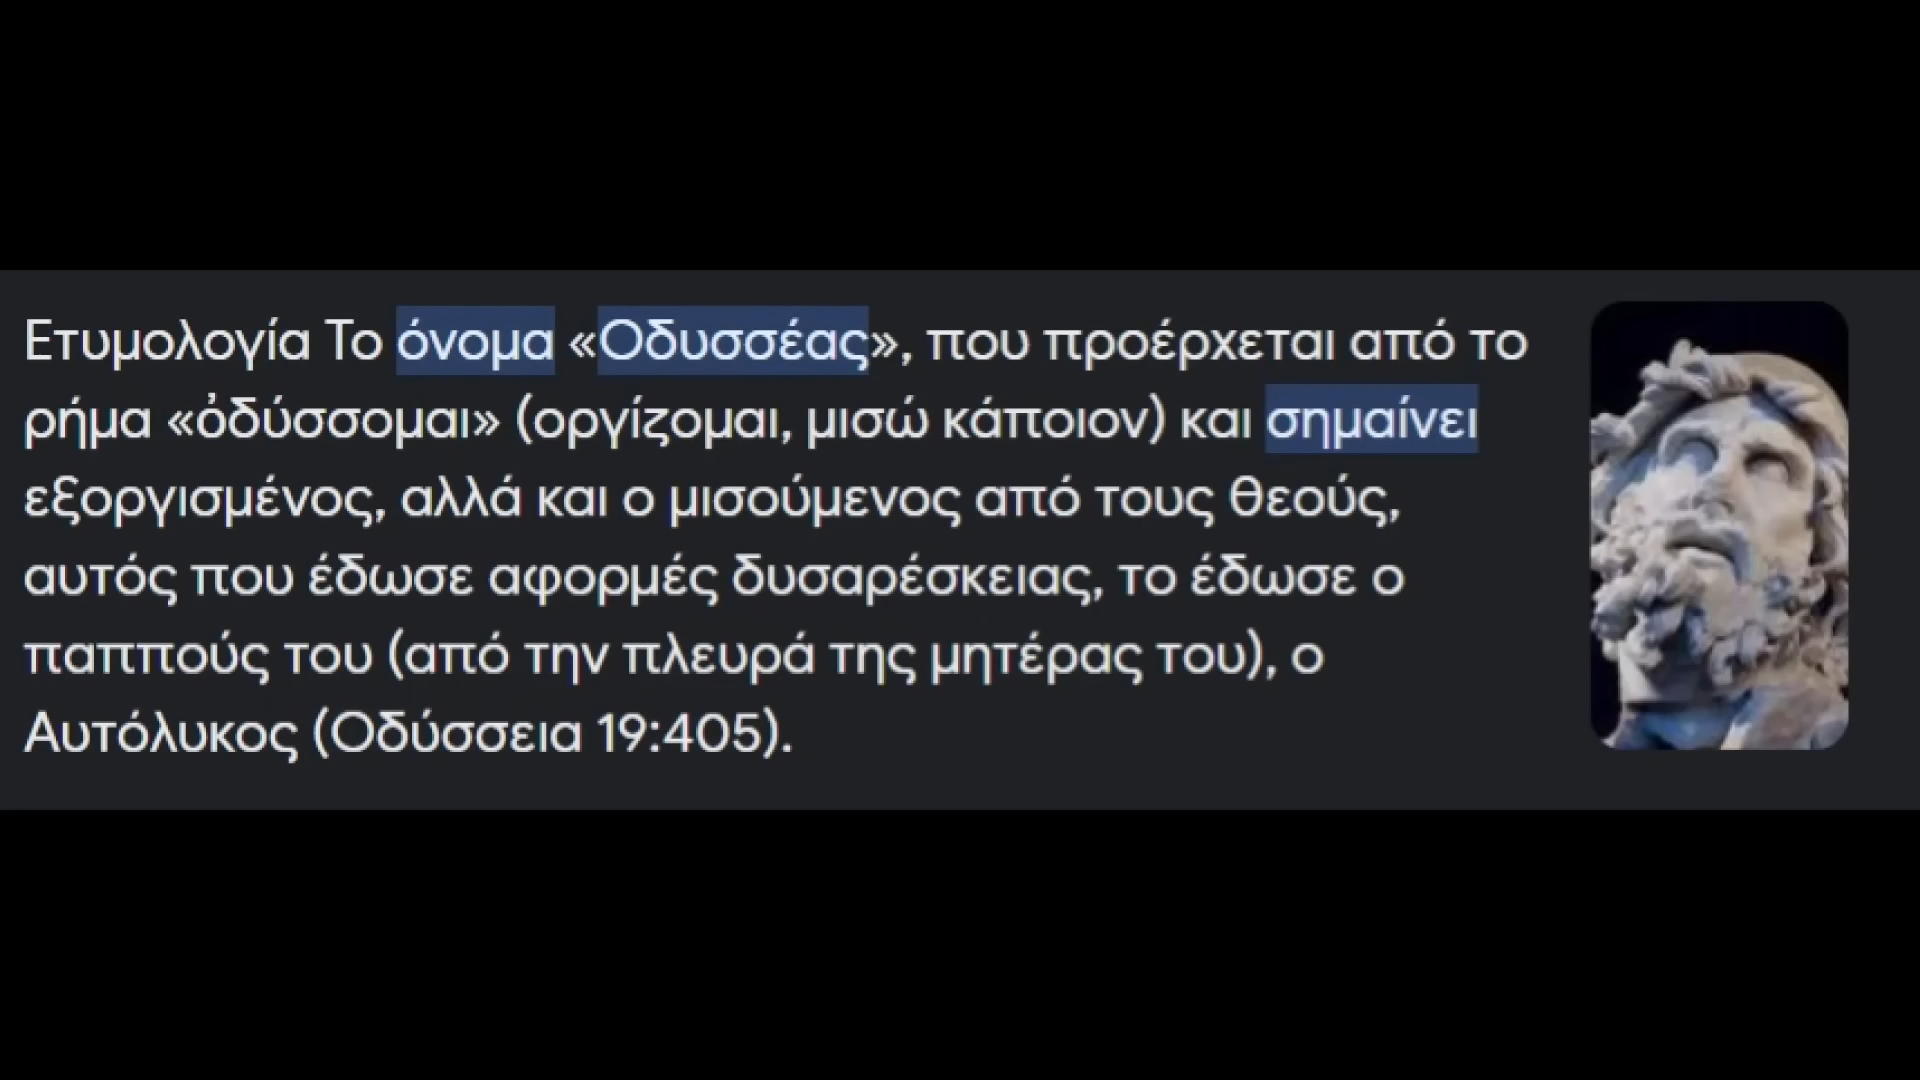 Ετυμολογία Το όνομα «Οδυσσέας», που προέρχεται από το
ρήμα «ὀδύσσομαι» (οργίζομαι, μισώ κάποιον) και σημαίνει
εξοργισμένος, αλλά και ο μισούμενος από τους θεούς,
αυτός που έδωσε αφορμές δυσαρέσκειας, το έδωσε ο
παππούς του (από την πλευρά της μητέρας του), ο
Αυτόλυκος (Οδύσσεια 19:405).